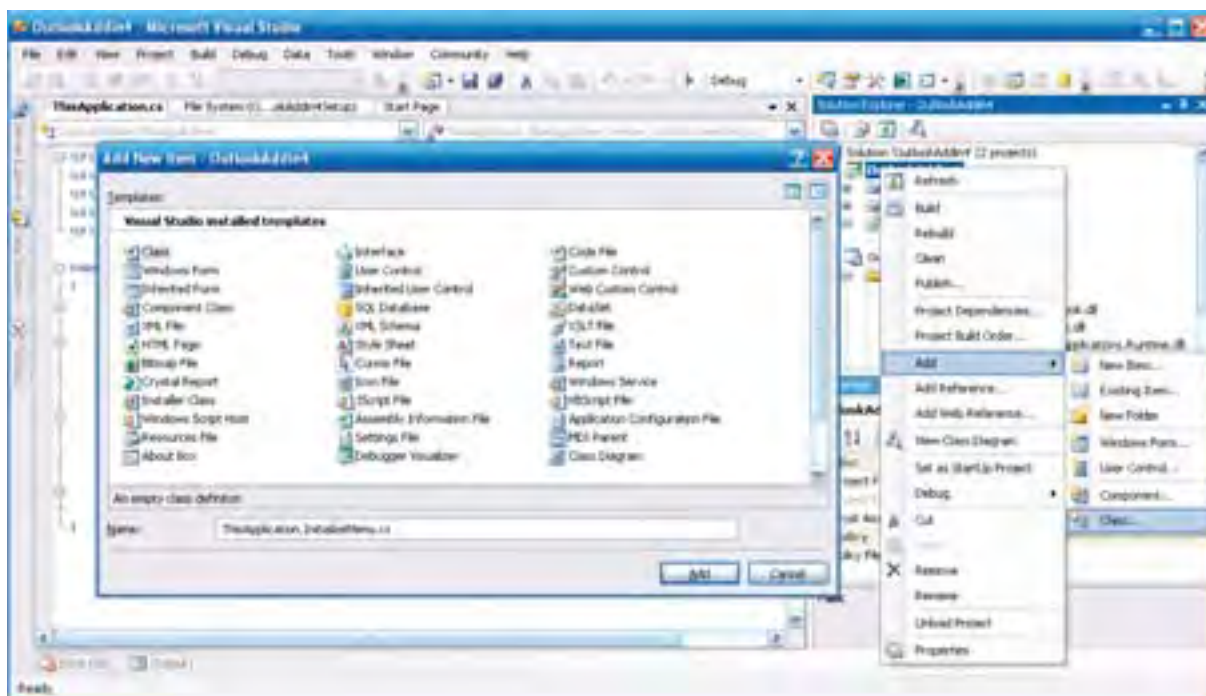 OutlookAddin4 - Microsoft Visual Studio
File Edit View Project Build Debug Data Tools Window Community Help
Debug
ThisApplication.cs
Start Page
Solution Explorer - OutlookAddin4
Solution 'OutlookAddin4' (2 projects)
Add New Item - OutlookAddin4
Templates:
Visual Studio installed templates
Class
Interface
Code File
Windows Form
User Control
Custom Control
Inherited Form
Inherited User Control
Web Custom Control
Component Class
SQL Database
DataSet
XML File
XML Schema
XSLT File
HTML Page
Style Sheet
Text File
Bitmap File
Cursor File
Report
Crystal Report
Icon File
Windows Service
Installer Class
JScript File
VBScript File
Windows Script Host
Assembly Information File
Application Configuration File
Resources File
Settings File
MDI Parent
About Box
Debugger Visualizer
Class Diagram
An empty class definition
Name:
ThisApplication.InitializeMenu.cs
Add
Cancel
Refresh
Build
Rebuild
Clean
Publish...
Project Dependencies...
Project Build Order...
Add
Add Reference...
Add Web Reference...
New Class Diagram
Set as StartUp Project
Debug
Cut
Remove
Rename
Unload Project
Properties
New Item...
Existing Item...
New Folder
Windows Form...
User Control...
Component...
Class...
Ready